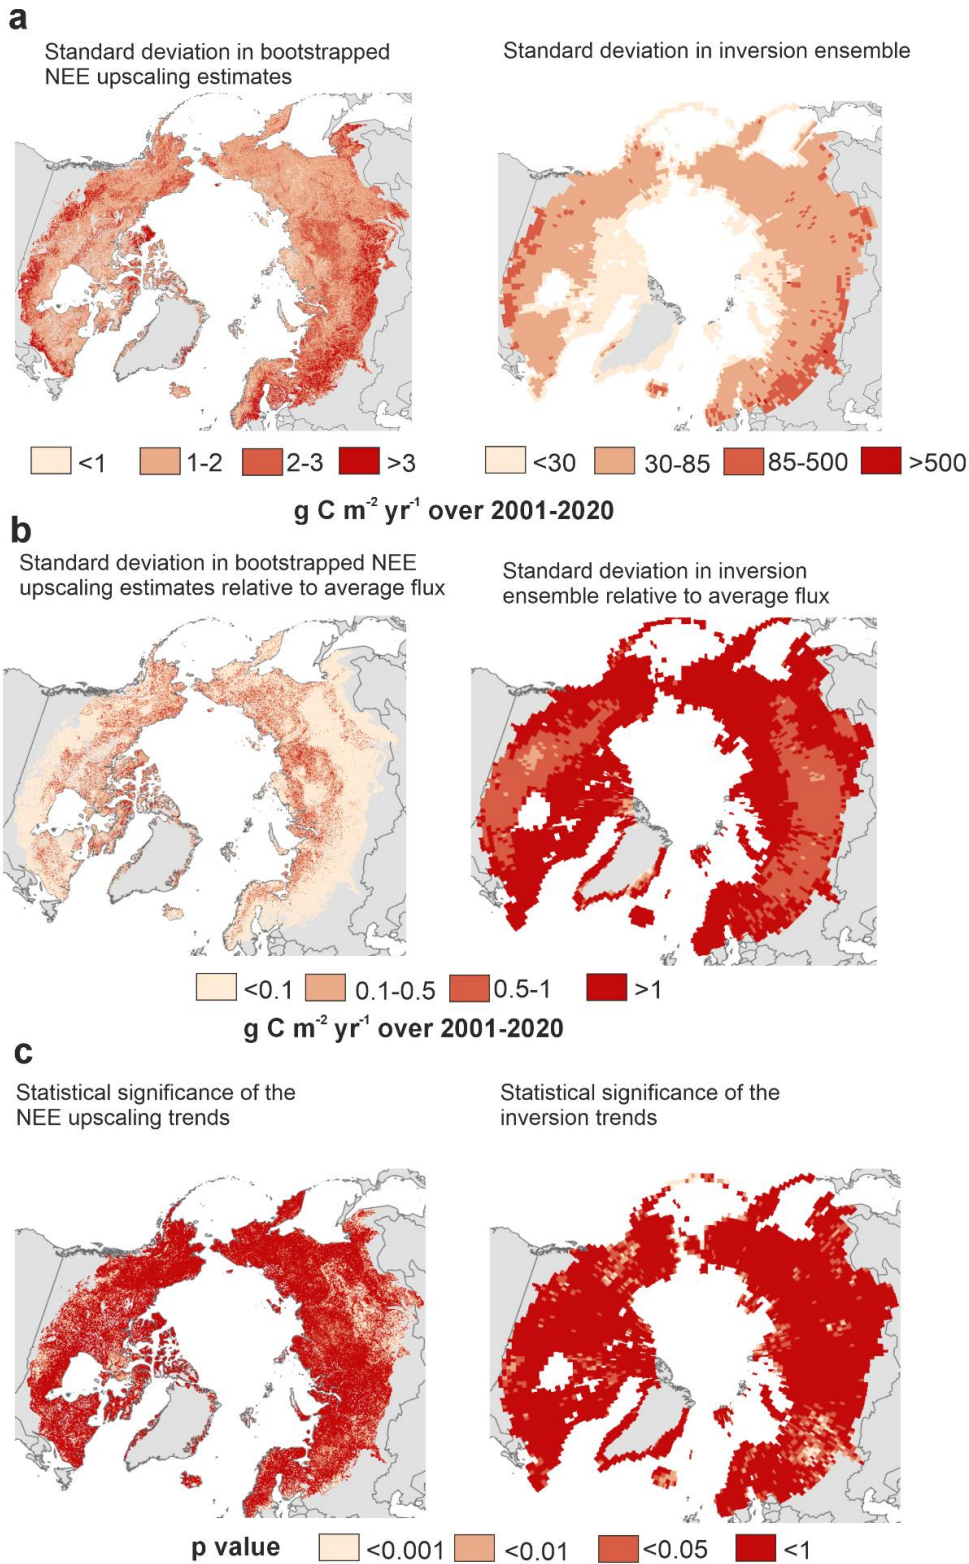 a
Standard deviation in bootstrapped
NEE upscaling estimates
Standard deviation in inversion ensemble
<1
1-2
2-3
>3
<30
30-85
85-500
>500
g C m⁻² yr⁻¹ over 2001-2020
b
Standard deviation in bootstrapped NEE
upscaling estimates relative to average flux
Standard deviation in inversion
ensemble relative to average flux
<0.1
0.1-0.5
0.5-1
>1
g C m⁻² yr⁻¹ over 2001-2020
c
Statistical significance of the
NEE upscaling trends
Statistical significance of the
inversion trends
p value
<0.001
<0.01
<0.05
<1